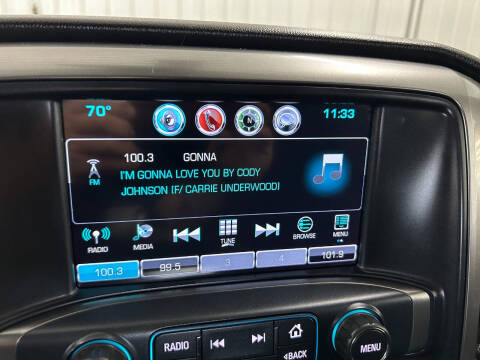 70°
11:33
100.3 GONNA
FM
I'M GONNA LOVE YOU BY CODY
JOHNSON (F/ CARRIE UNDERWOOD)
RADIO
MEDIA
TUNE
BROWSE
MENU
100.3 99.5 3 4 101.9
RADIO
MENU
BACK